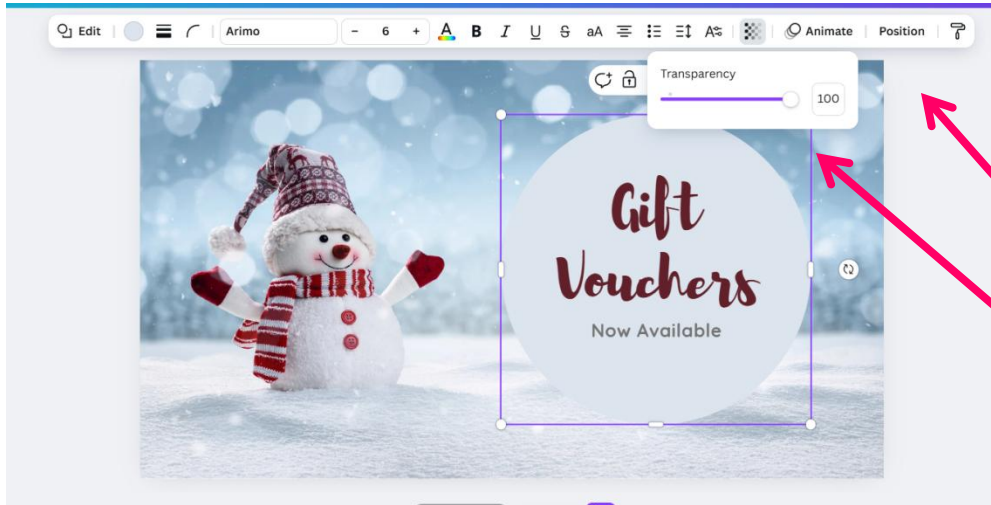 Edit Arimo - 6 + A B I U S aA Animate Position
Transparency
100
Gift
Vouchers
Now Available